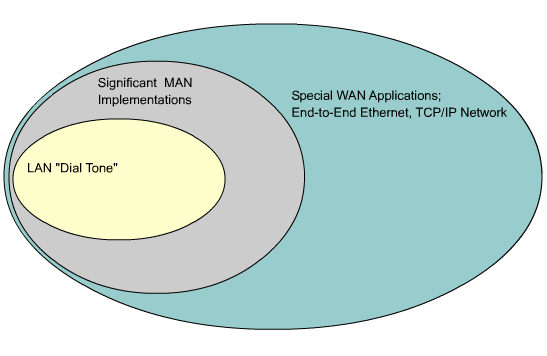 Significant MAN
Implementations
Special WAN Applications;
End-to-End Ethernet, TCP/IP Network
LAN "Dial Tone"